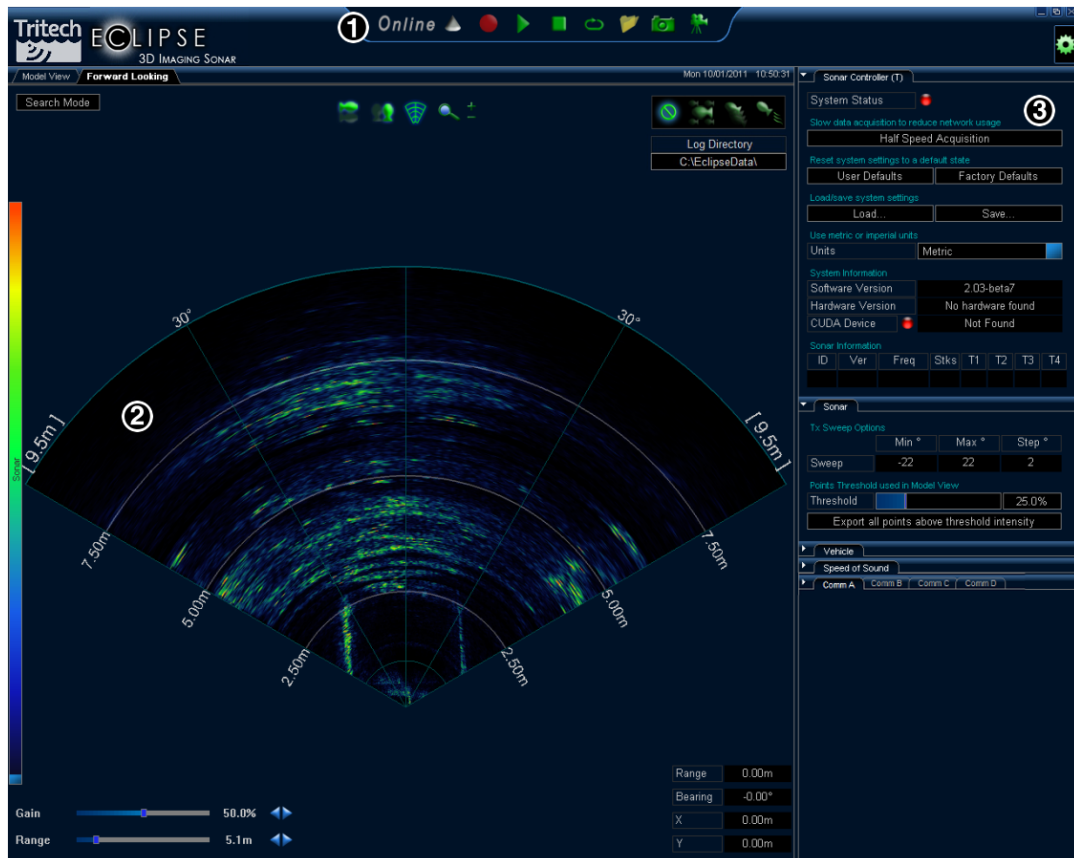 Tritech
ECLIPSE
3D IMAGING SONAR
1
Online
Model View
Forward Looking
Mon 10/01/2011 10:50:31
Search Mode
+
-
Log Directory
C:\EclipseData\
Sonar
30°
30°
2
[ 9.5m ]
[ 9.5m ]
7.50m
7.50m
5.00m
5.00m
2.50m
2.50m
Gain
50.0%
Range
5.1m
Range 0.00m
Bearing -0.00°
X 0.00m
Y 0.00m
Sonar Controller (T)
System Status
3
Slow data acquisition to reduce network usage
Half Speed Acquisition
Reset system settings to a default state
User Defaults Factory Defaults
Load/save system settings
Load... Save...
Use metric or imperial units
Units Metric
System Information
Software Version 2.03-beta7
Hardware Version No hardware found
CUDA Device Not Found
Sonar Information
ID Ver Freq Stks T1 T2 T3 T4
Sonar
Tx Sweep Options
Min ° Max ° Step °
Sweep -22 22 2
Points Threshold used in Model View
Threshold 25.0%
Export all points above threshold intensity
Vehicle
Speed of Sound
Comm A Comm B Comm C Comm D